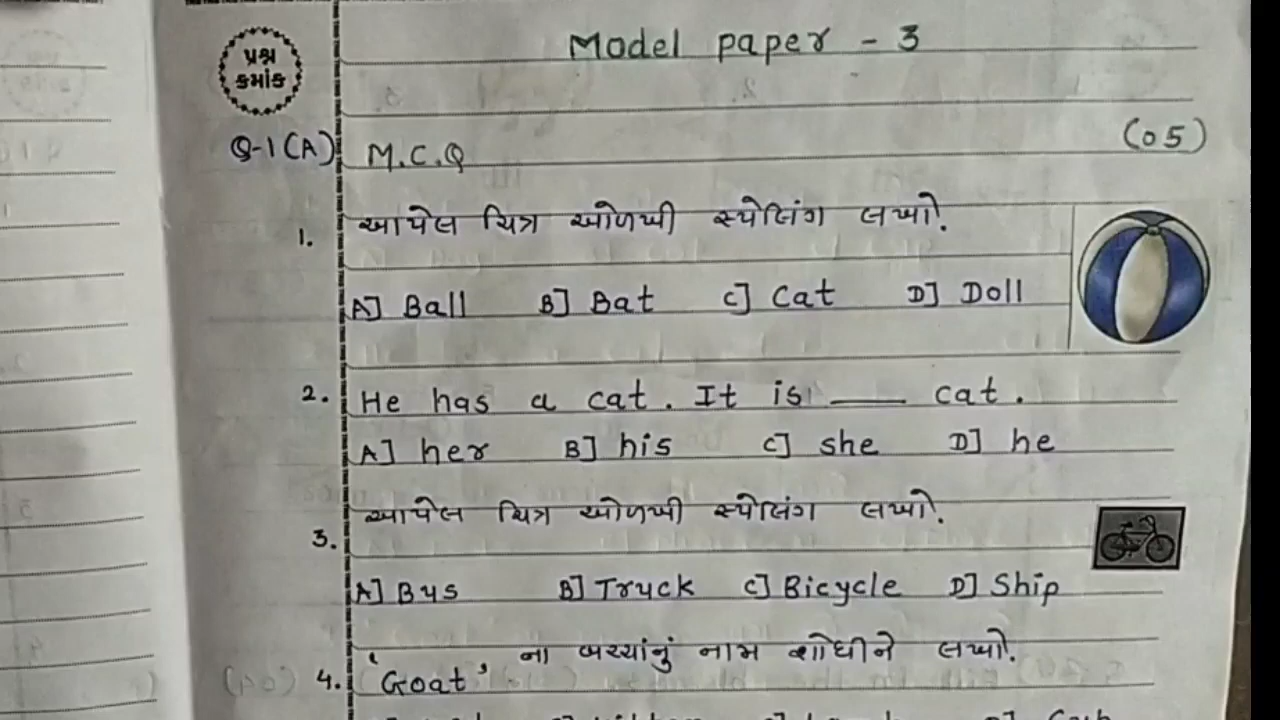 Model paper - 3
પ્રશ્ન
ક્રમાંક
Q-1(A) M.C.Q (05)
1. આપેલ ચિત્ર ઓળખી સ્પેલિંગ લખો.
A] Ball B] Bat C] Cat D] Doll
2. He has a cat. It is ___ cat.
A] her B] his C] she D] he
3. આપેલ ચિત્ર ઓળખી સ્પેલિંગ લખો.
A] Bus B] Truck C] Bicycle D] Ship
4. 'Goat' ના બચ્ચાંનું નામ શોધીને લખો.